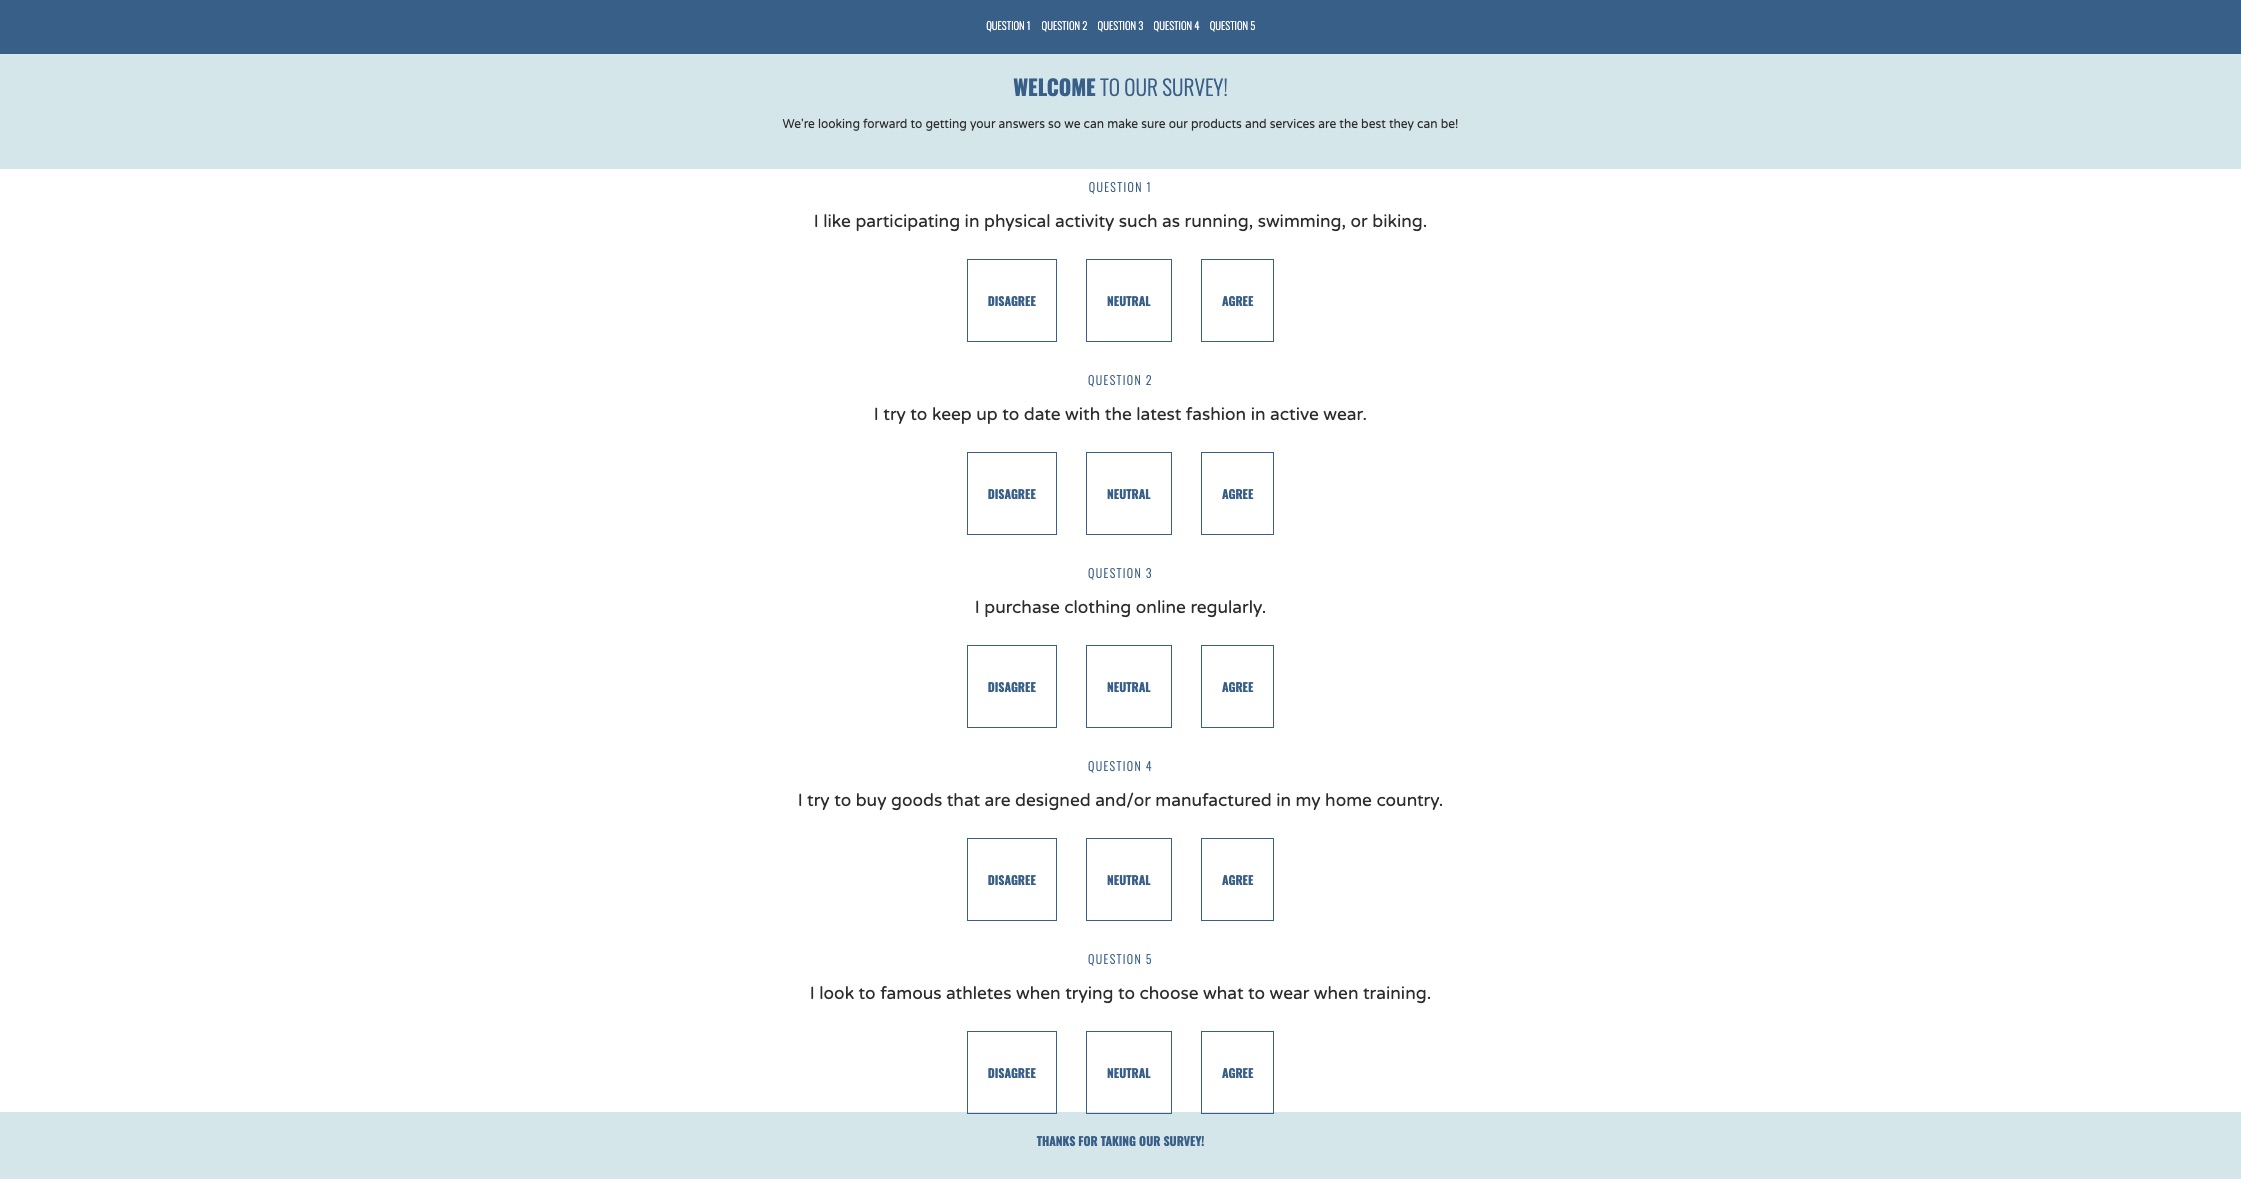 QUESTION 1 QUESTION 2 QUESTION 3 QUESTION 4 QUESTION 5
WELCOME TO OUR SURVEY!
We're looking forward to getting your answers so we can make sure our products and services are the best they can be!
QUESTION 1
I like participating in physical activity such as running, swimming, or biking.
DISAGREE NEUTRAL AGREE
QUESTION 2
I try to keep up to date with the latest fashion in active wear.
DISAGREE NEUTRAL AGREE
QUESTION 3
I purchase clothing online regularly.
DISAGREE NEUTRAL AGREE
QUESTION 4
I try to buy goods that are designed and/or manufactured in my home country.
DISAGREE NEUTRAL AGREE
QUESTION 5
I look to famous athletes when trying to choose what to wear when training.
DISAGREE NEUTRAL AGREE
THANKS FOR TAKING OUR SURVEY!